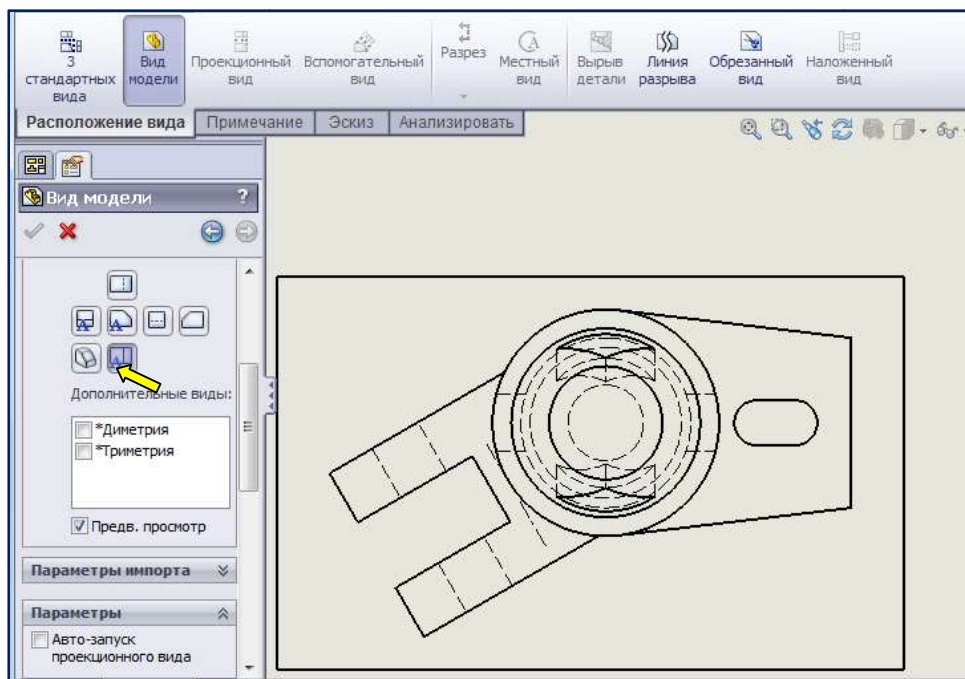 3
стандартных
вида
Вид
модели
Проекционный
вид
Вспомогательный
вид
Разрез
Местный
вид
Вырыв
детали
Линия
разрыва
Обрезанный
вид
Наложенный
вид
Расположение вида Примечание Эскиз Анализировать
Вид модели ?
Дополнительные виды:
*Диметрия
*Триметрия
Предв. просмотр
Параметры импорта
Параметры
Авто-запуск
проекционного вида